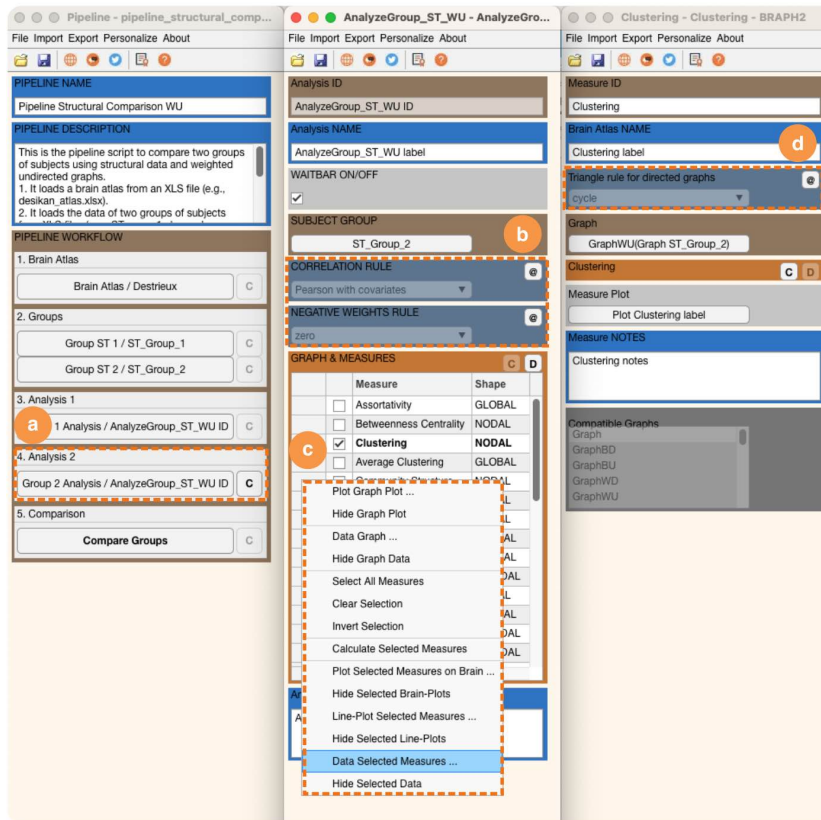 Pipeline - pipeline_structural_comp...
File Import Export Personalize About
PIPELINE NAME
Pipeline Structural Comparison WU
PIPELINE DESCRIPTION
This is the pipeline script to compare two groups
of subjects using structural data and weighted
undirected graphs.
1. It loads a brain atlas from an XLS file (e.g.,
desikan_atlas.xlsx).
2. It loads the data of two groups of subjects
PIPELINE WORKFLOW
1. Brain Atlas
Brain Atlas / Destrieux
C
2. Groups
Group ST 1 / ST_Group_1
C
Group ST 2 / ST_Group_2
C
3. Analysis 1
a
1 Analysis / AnalyzeGroup_ST_WU ID
C
4. Analysis 2
Group 2 Analysis / AnalyzeGroup_ST_WU ID
C
5. Comparison
Compare Groups
C
AnalyzeGroup_ST_WU - AnalyzeGro...
File Import Export Personalize About
Analysis ID
AnalyzeGroup_ST_WU ID
Analysis NAME
AnalyzeGroup_ST_WU label
WAITBAR ON/OFF
SUBJECT GROUP
ST_Group_2
b
CORRELATION RULE
@
Pearson with covariates
NEGATIVE WEIGHTS RULE
@
zero
GRAPH & MEASURES
C D
Measure Shape
Assortativity GLOBAL
Betweenness Centrality NODAL
c
Clustering NODAL
Average Clustering GLOBAL
Plot Graph Plot ...
Hide Graph Plot
Data Graph ...
Hide Graph Data
Select All Measures
Clear Selection
Invert Selection
Calculate Selected Measures
Plot Selected Measures on Brain ...
Hide Selected Brain-Plots
Line-Plot Selected Measures ...
Hide Selected Line-Plots
Data Selected Measures ...
Hide Selected Data
Clustering - Clustering - BRAPH2
File Import Export Personalize About
Measure ID
Clustering
Brain Atlas NAME
Clustering label
d
Triangle rule for directed graphs
@
cycle
Graph
GraphWU(Graph ST_Group_2)
Clustering
C D
Measure Plot
Plot Clustering label
Measure NOTES
Clustering notes
Compatible Graphs
Graph
GraphBD
GraphBU
GraphWD
GraphWU